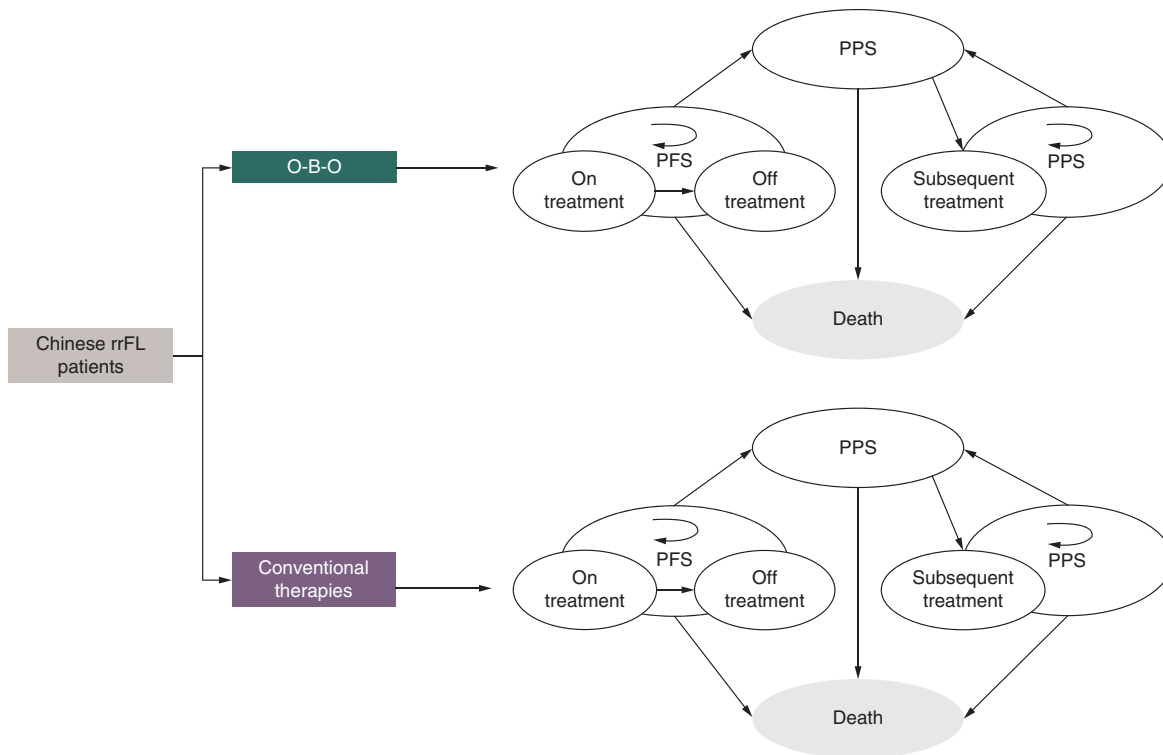 PPS
O-B-O
PFS
PPS
On
treatment
Off
treatment
Subsequent
treatment
Death
Chinese rrFL
patients
PPS
Conventional
therapies
PFS
PPS
On
treatment
Off
treatment
Subsequent
treatment
Death